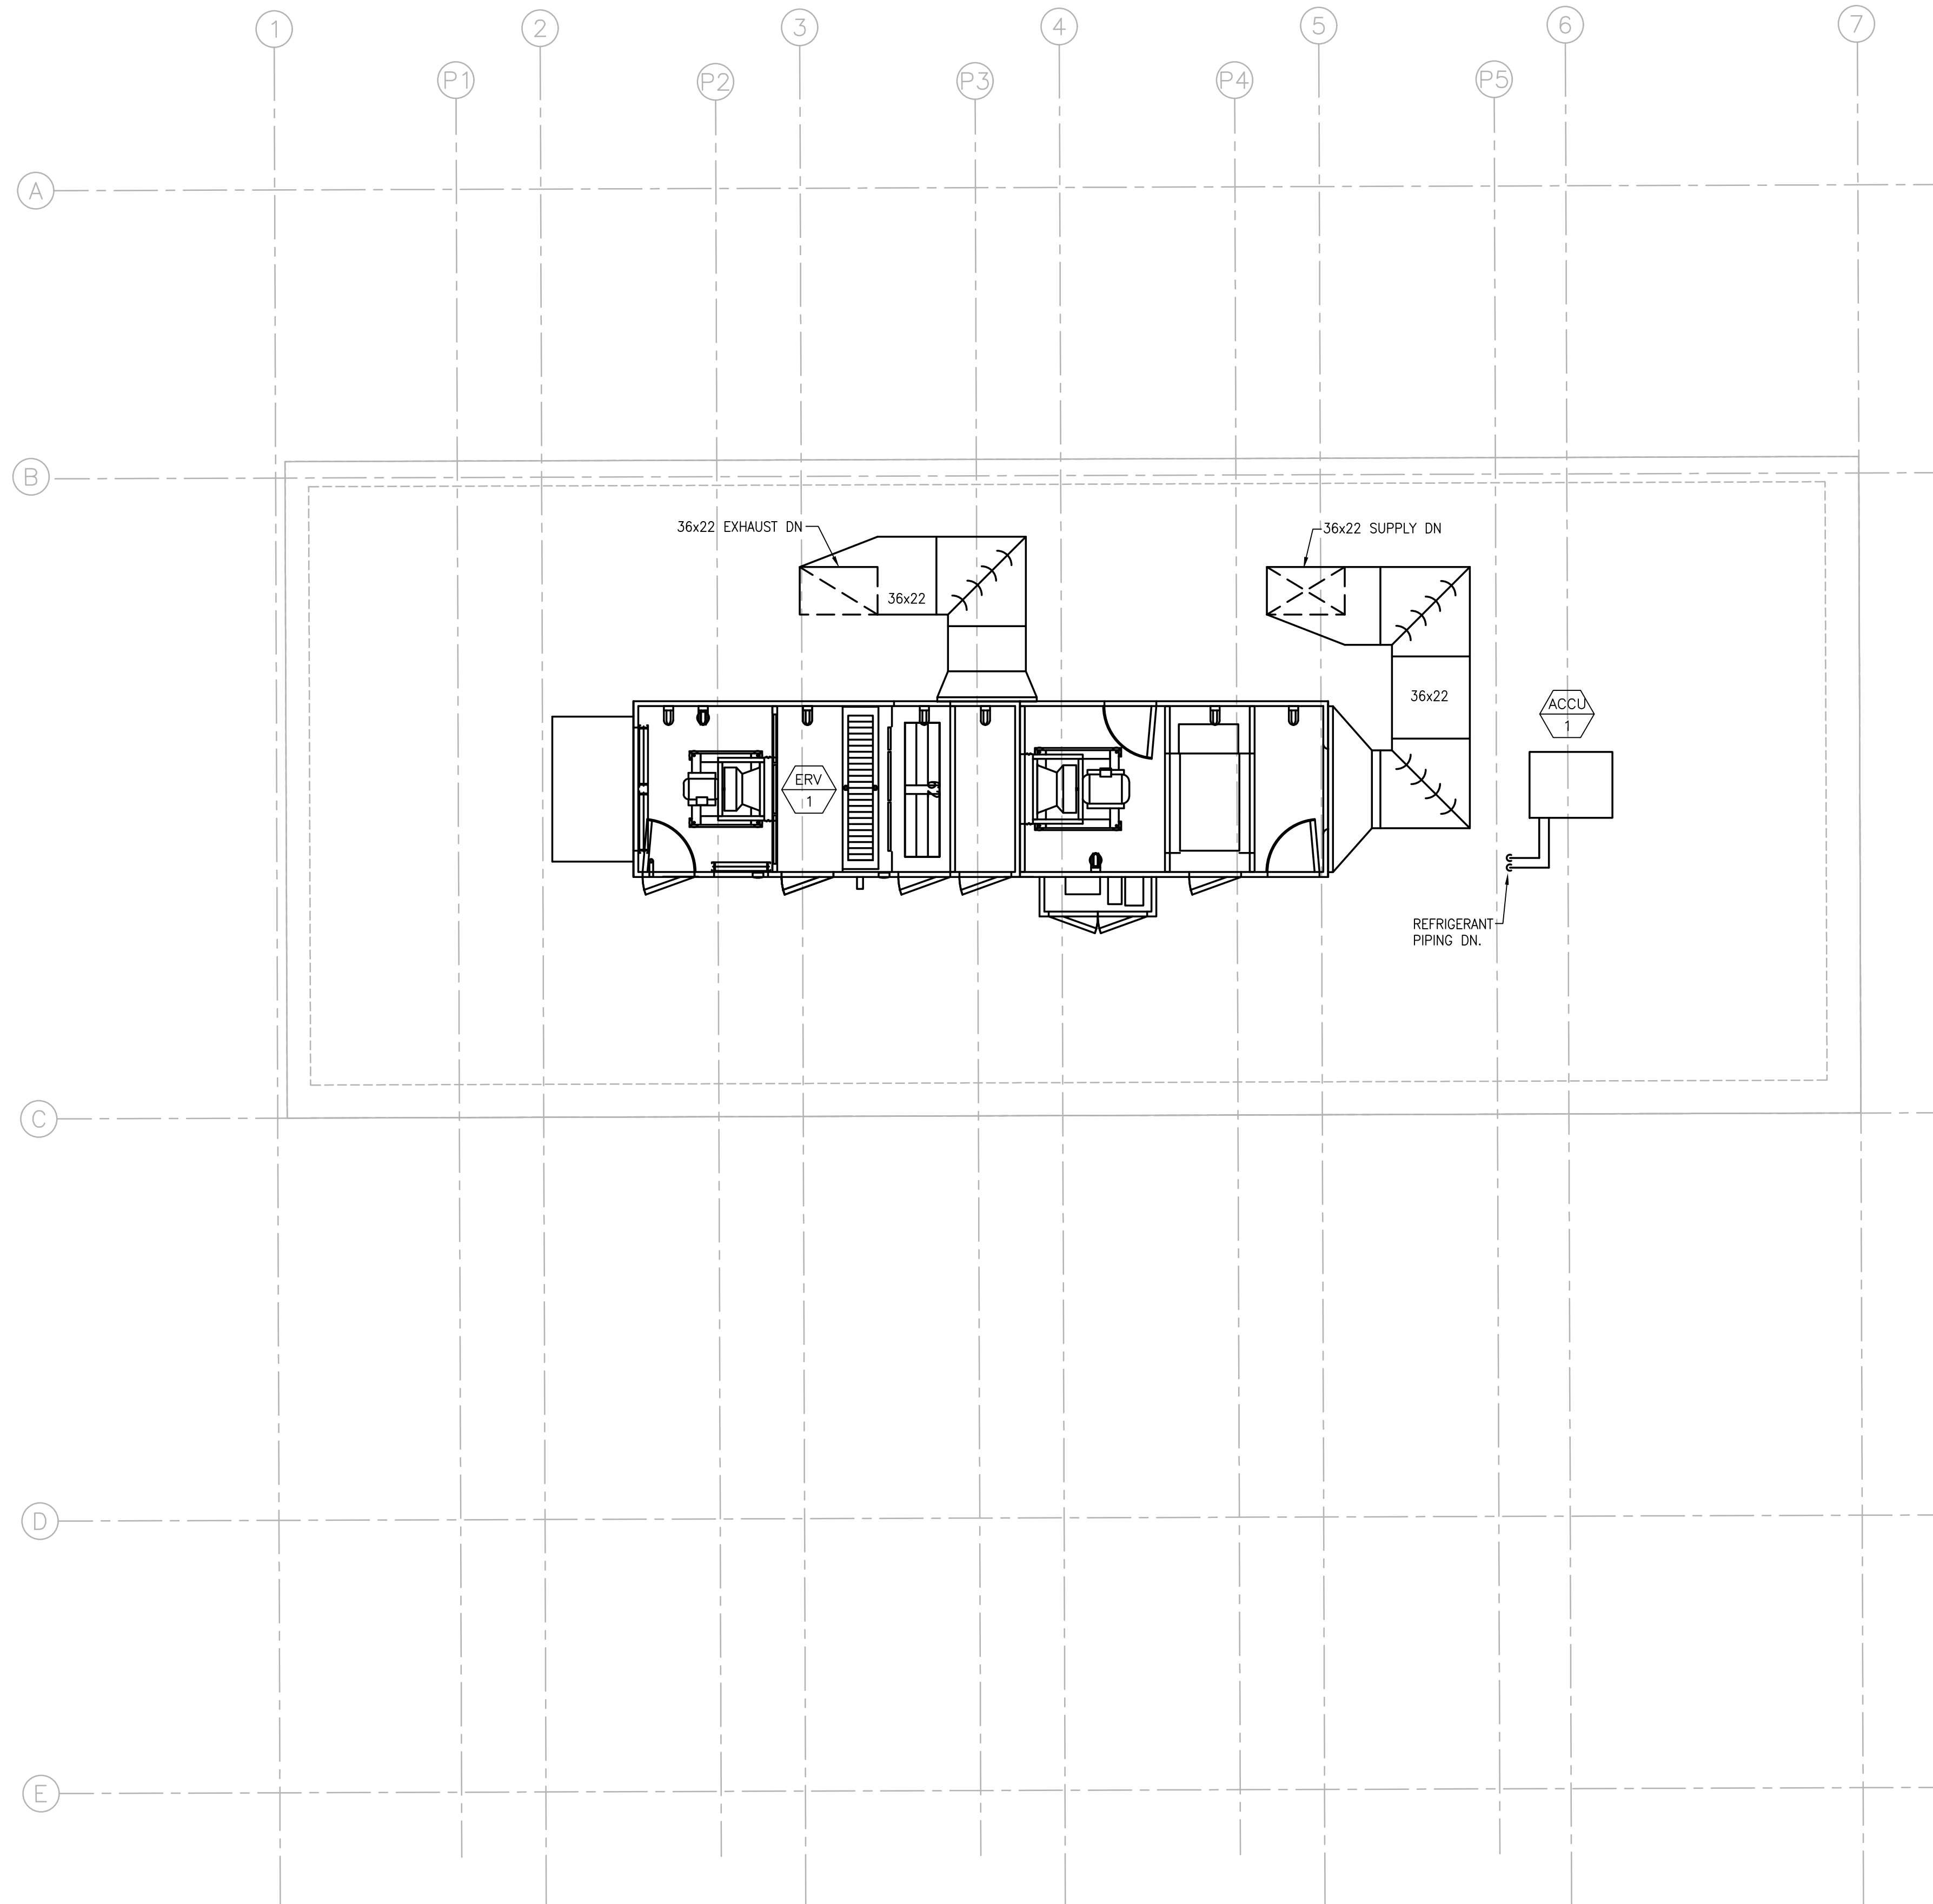 1
2
3
4
5
6
7
P1
P2
P3
P4
P5
A
B
36x22 EXHAUST DN
36x22 SUPPLY DN
36x22
36x22
ACCU
1
ERV
1
67
REFRIGERANT
PIPING DN.
C
D
E